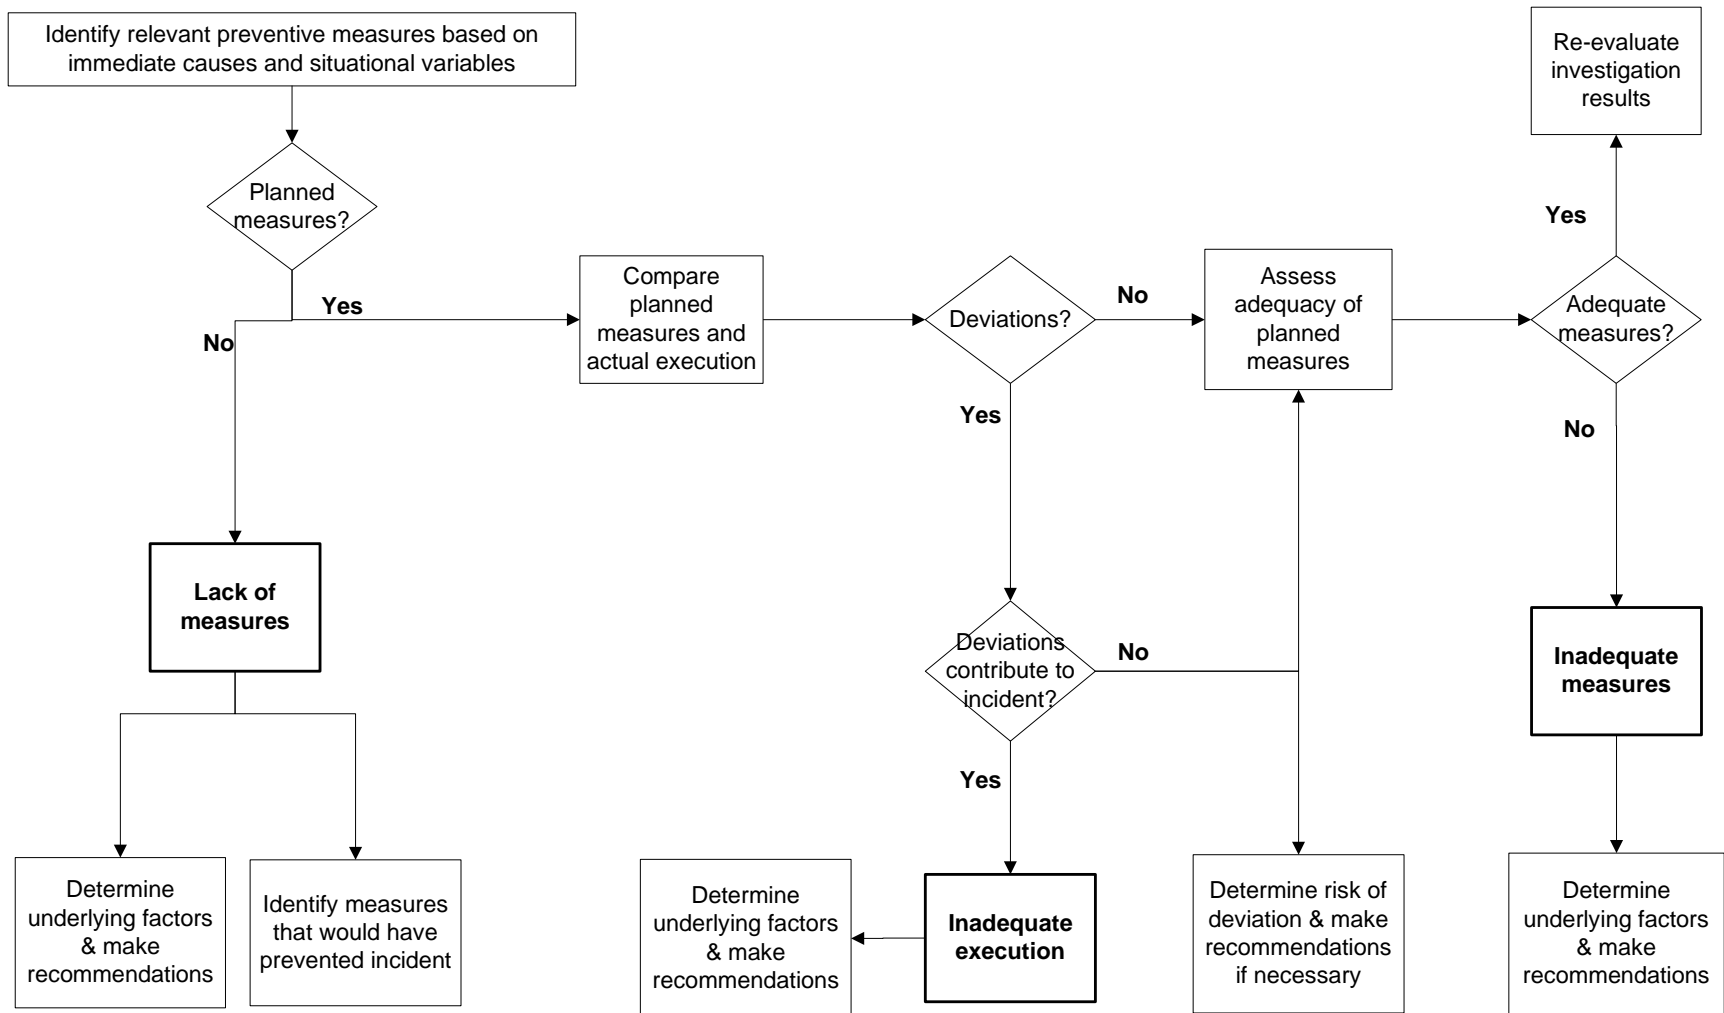 Identify relevant preventive measures based on
immediate causes and situational variables
Re-evaluate
investigation
results
Planned
measures?
Yes
No
Compare
planned
measures and
actual execution
Deviations?
No
Yes
Assess
adequacy of
planned
measures
Yes
Adequate
measures?
No
Lack of
measures
Deviations
contribute to
incident?
No
Yes
Inadequate
measures
Determine
underlying factors
& make
recommendations
Identify measures
that would have
prevented incident
Determine
underlying factors
& make
recommendations
Inadequate
execution
Determine risk of
deviation & make
recommendations
if necessary
Determine
underlying factors
& make
recommendations